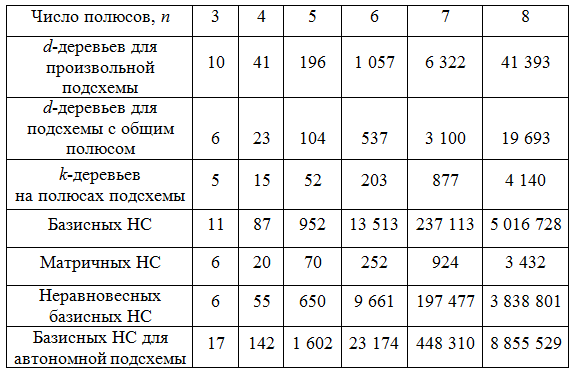 Число полюсов, n 3 4 5 6 7 8
d-деревьев для
произвольной
подсхемы
10 41 196 1 057 6 322 41 393
d-деревьев для
подсхемы с общим
полюсом
6 23 104 537 3 100 19 693
k-деревьев
на полюсах подсхемы
5 15 52 203 877 4 140
Базисных НС 11 87 952 13 513 237 113 5 016 728
Матричных НС 6 20 70 252 924 3 432
Неравновесных
базисных НС
6 55 650 9 661 197 477 3 838 801
Базисных НС для
автономной подсхемы
17 142 1 602 23 174 448 310 8 855 529